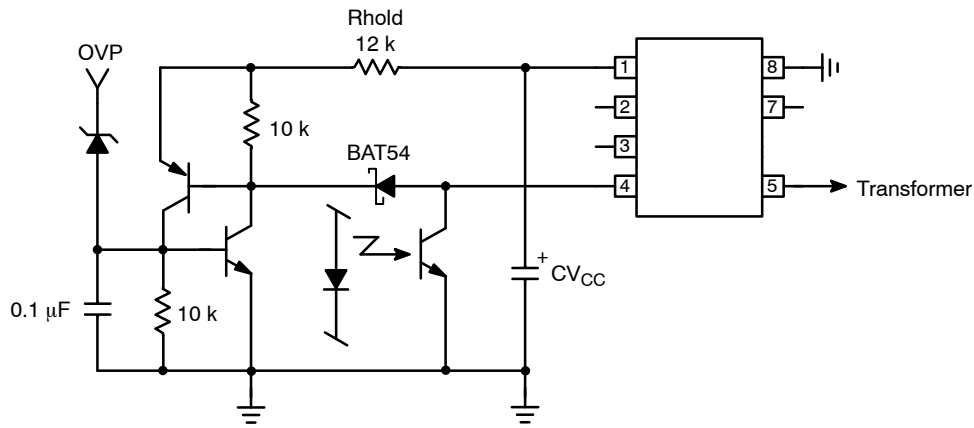 Rhold
12 k
OVP
1
8
10 k
2
7
BAT54
3
4
5
Transformer
+
CVCC
0.1 μF
10 k